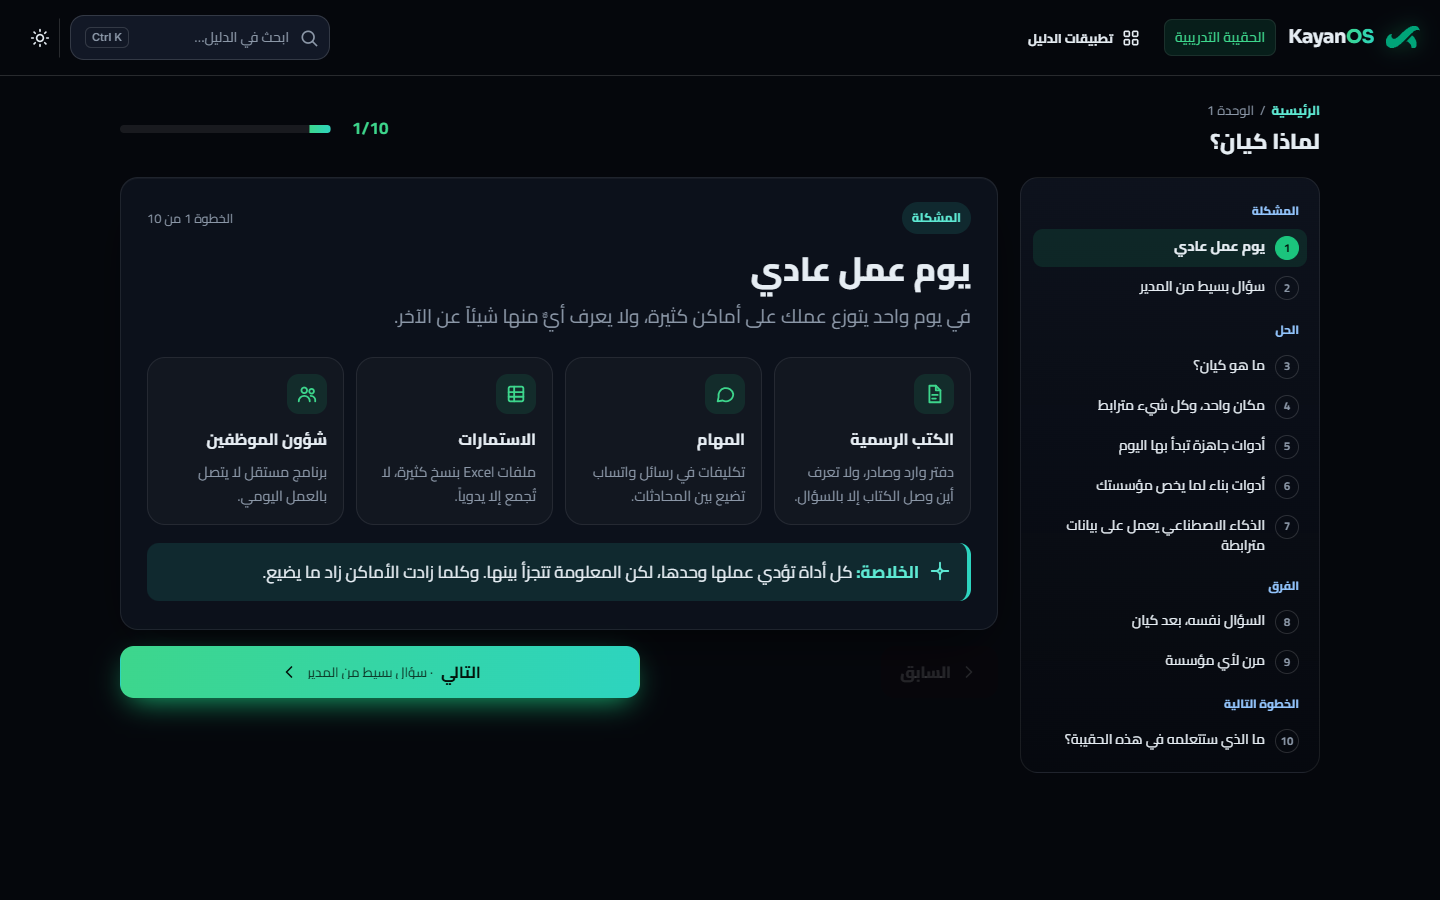 KayanOS
الحقيبة التدريبية
تطبيقات الدليل
ابحث في الدليل...
Ctrl K
الرئيسية / الوحدة 1
لماذا كيان؟
1/10
المشكلة
1 يوم عمل عادي
2 سؤال بسيط من المدير
الحل
3 ما هو كيان؟
4 مكان واحد، وكل شيء مترابط
5 أدوات جاهزة تبدأ بها اليوم
6 أدوات بناء لما يخص مؤسستك
7 الذكاء الاصطناعي يعمل على بيانات
مترابطة
الفرق
8 السؤال نفسه، بعد كيان
9 مرن لأي مؤسسة
الخطوة التالية
10 ما الذي ستتعلمه في هذه الحقيبة؟
المشكلة
الخطوة 1 من 10
يوم عمل عادي
في يوم واحد يتوزع عملك على أماكن كثيرة، ولا يعرف أيٌّ منها شيئاً عن الآخر.
الكتب الرسمية
دفتر وارد وصادر، ولا تعرف
أين وصل الكتاب إلا بالسؤال.
المهام
تكليفات في رسائل واتساب
تضيع بين المحادثات.
الاستمارات
ملفات Excel بنسخ كثيرة، لا
تُجمع إلا يدوياً.
شؤون الموظفين
برنامج مستقل لا يتصل
بالعمل اليومي.
الخلاصة: كل أداة تؤدي عملها وحدها، لكن المعلومة تتجزأ بينها. وكلما زادت الأماكن زاد ما يضيع.
السابق
التالي · سؤال بسيط من المدير